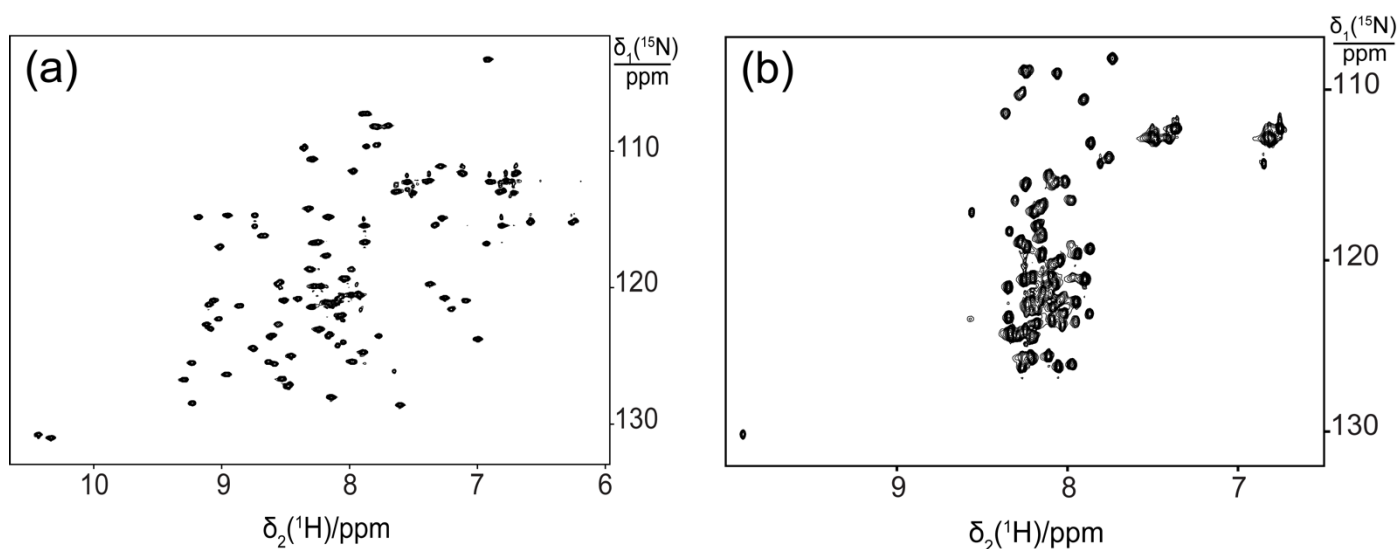 (a)
δ₁(¹⁵N)
ppm
110
120
130
10 9 8 7 6
δ₂(¹H)/ppm
(b)
δ₁(¹⁵N)
ppm
110
120
130
9 8 7
δ₂(¹H)/ppm